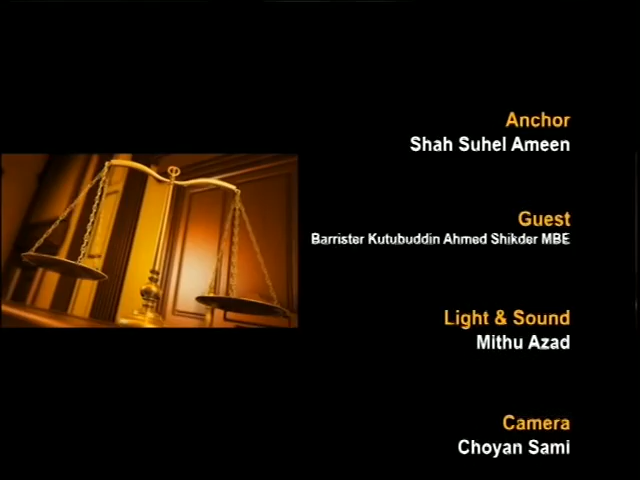 Anchor
Shah Suhel Ameen
Guest
Barrister Kutubuddin Ahmed Shikder MBE
Light & Sound
Mithu Azad
Camera
Choyan Sami